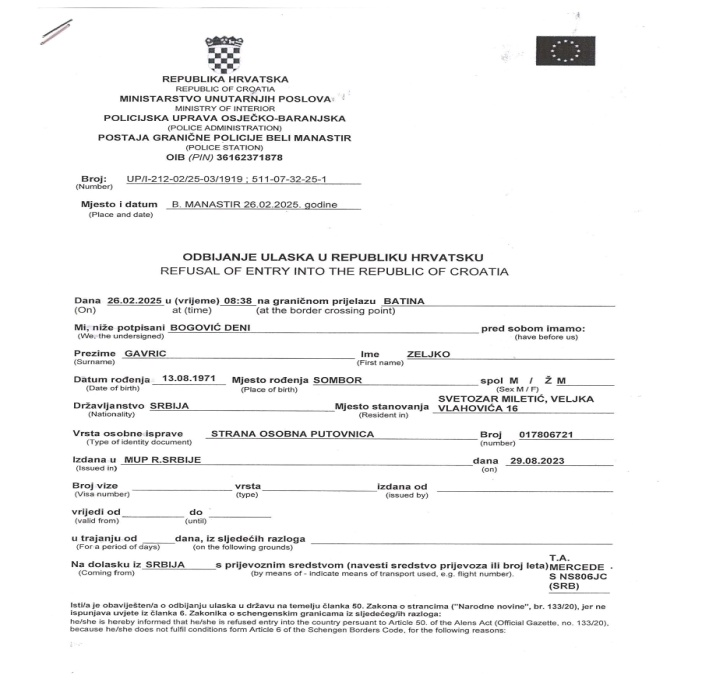 REPUBLIKA HRVATSKA
REPUBLIC OF CROATIA
MINISTARSTVO UNUTARNJIH POSLOVA
MINISTRY OF INTERIOR
POLICIJSKA UPRAVA OSJEČKO-BARANJSKA
(POLICE ADMINISTRATION)
POSTAJA GRANIČNE POLICIJE BELI MANASTIR
(POLICE STATION)
OIB (PIN) 36162371878
Broj: UP/I-212-02/25-03/1919 ; 511-07-32-25-1
(Number)
Mjesto i datum B. MANASTIR 26.02.2025. godine
(Place and date)
ODBIJANJE ULASKA U REPUBLIKU HRVATSKU
REFUSAL OF ENTRY INTO THE REPUBLIC OF CROATIA
Dana 26.02.2025 u (vrijeme) 08:38 na graničnom prijelazu BATINA
(On) at (time) (at the border crossing point)
Mi, niže potpisani BOGOVIĆ DENI pred sobom imamo:
(We, the undersigned) (have before us)
Prezime GAVRIC Ime ZELJKO
(Surname) (First name)
Datum rođenja 13.08.1971 Mjesto rođenja SOMBOR spol M / Ž M
(Date of birth) (Place of birth) (Sex M / F)
Državljanstvo SRBIJA Mjesto stanovanja SVETOZAR MILETIĆ, VELJKA VLAHOVIĆA 16
(Nationality) (Resident in)
Vrsta osobne isprave STRANA OSOBNA PUTOVNICA Broj 017806721
(Type of identity document) (number)
Izdana u MUP R.SRBIJE dana 29.08.2023
(Issued in) (on)
Broj vize vrsta izdana od
(Visa number) (type) (issued by)
vrijedi od do
(valid from) (until)
u trajanju od dana, iz sljedećih razloga
(For a period of days) (on the following grounds)
Na dolasku iz SRBIJA s prijevoznim sredstvom (navesti sredstvo prijevoza ili broj leta) T.A. MERCEDE S NS806JC (SRB)
(Coming from) (by means of - indicate means of transport used, e.g. flight number).
Isti/a je obaviješten/a o odbijanju ulaska u državu na temelju članka 50. Zakona o strancima ("Narodne novine", br. 133/20), jer ne
ispunjava uvjete iz članka 6. Zakonika o schengenskim granicama iz sljedećeg/ih razloga:
he/she is hereby informed that he/she is refused entry into the country persuant to Article 50. of the Alens Act (Official Gazette, no. 133/20),
because he/she does not fulfil conditions form Article 6 of the Schengen Borders Code, for the following reasons: